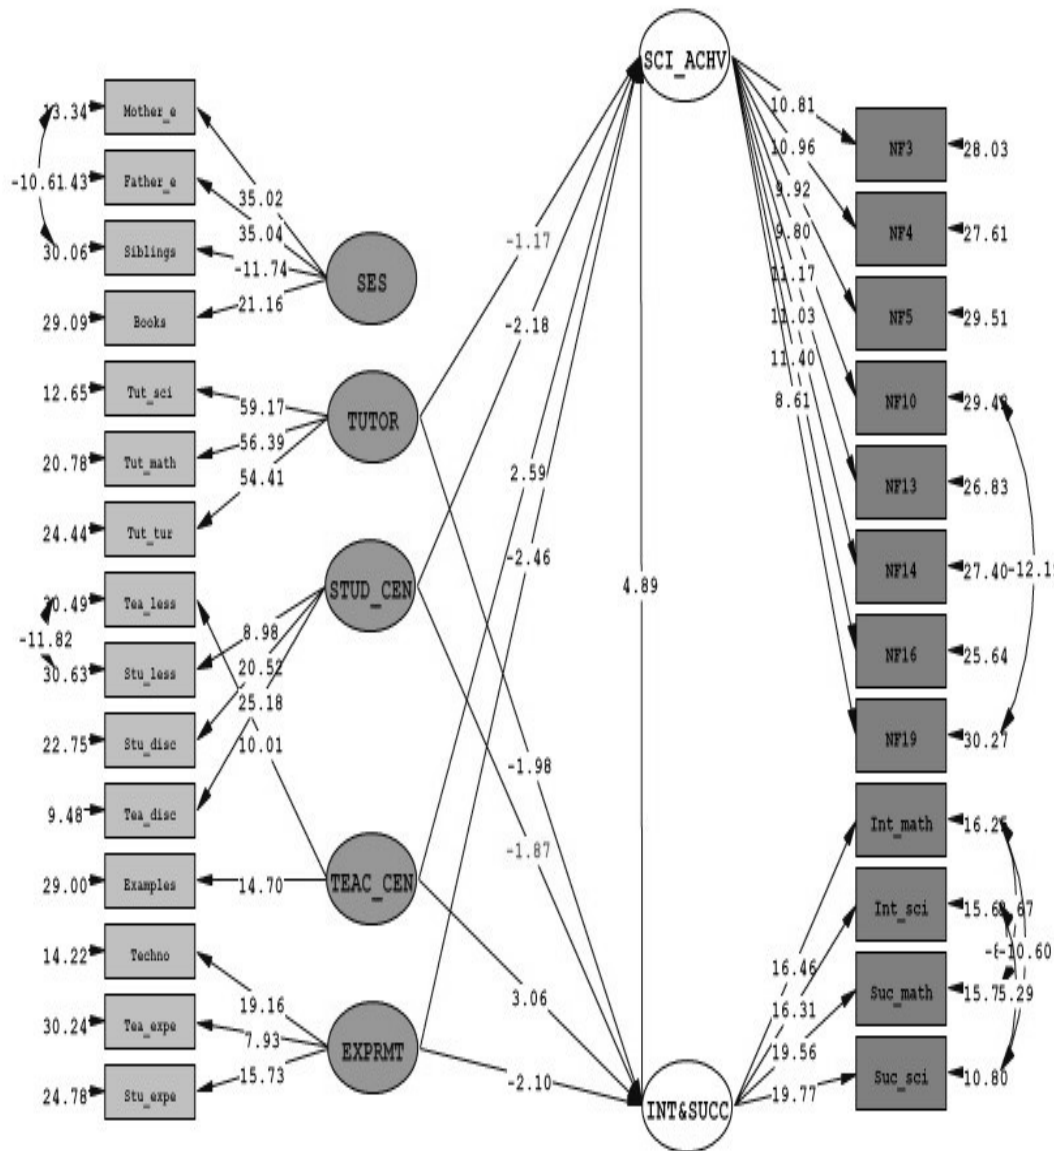 SCI_ACHV
13.34 Mother_e
10.81
NF3 28.03
-10.61.43 Father_e
10.96
35.02
9.92
NF4 27.61
35.04
9.80
30.06 Siblings
-11.74
-1.17
11.17
SES
21.16
29.09 Books
-2.18
11.03
NF5 29.51
11.40
12.65 Tut_sci
59.17
8.61
NF10
TUTOR
56.39
20.78 Tut_math
54.41
2.59
NF13 26.83
24.44 Tut_tur
-2.46
NF14 27.40
4.89
STUD_CEN
Tea_less
8.98
-11.82
20.52
30.63 Stu_less
NF16 25.64
25.18
22.75 Stu_disc
10.01
NF19 30.27
-1.98
9.48 Tea_disc
Int_math
-1.87
29.00 Examples
14.70
TEAC_CEN
Int_sci
-10.60
14.22 Techno
16.46
3.06
Suc_math
19.16
16.31
30.24 Tea_expe
7.93
EXPRMT
19.56
15.73
-2.10
Suc_sci 10.80
24.78 Stu_expe
19.77
INT&SUCC